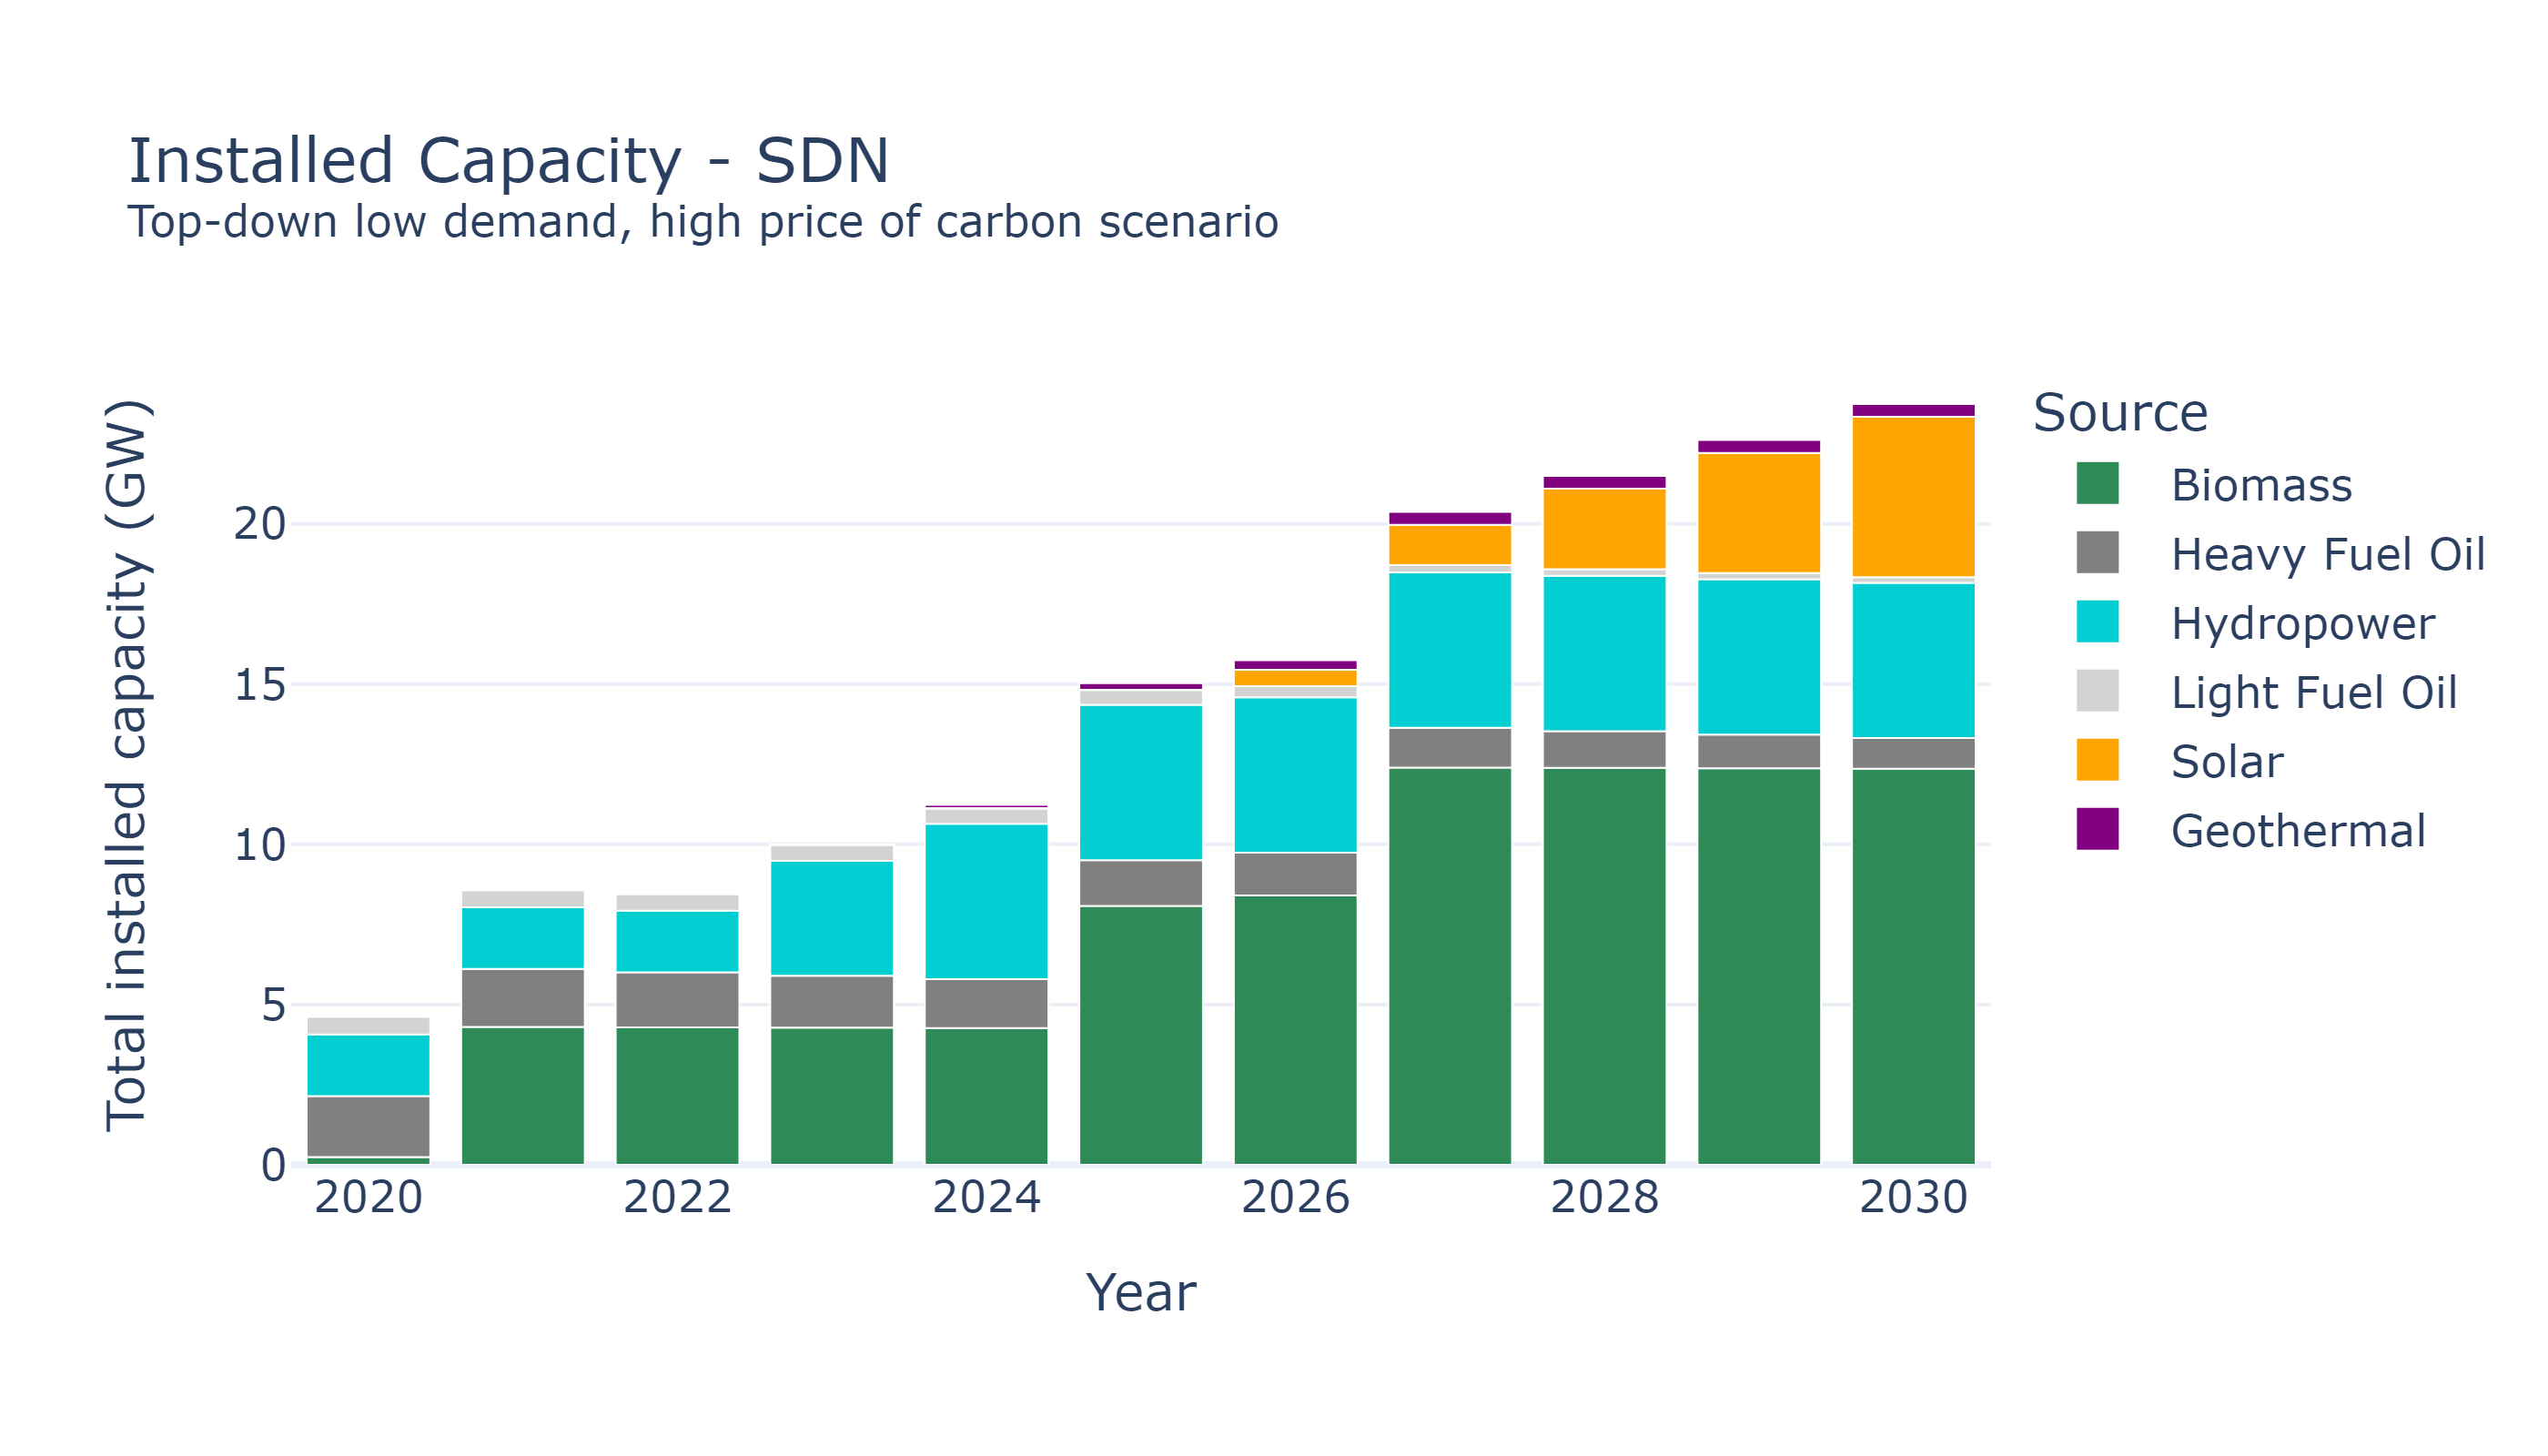 Installed Capacity - SDN
Top-down low demand, high price of carbon scenario
Total installed capacity (GW)
20
15
10
5
0
2020
2022
2024
2026
2028
2030
Year
Source
Biomass
Heavy Fuel Oil
Hydropower
Light Fuel Oil
Solar
Geothermal